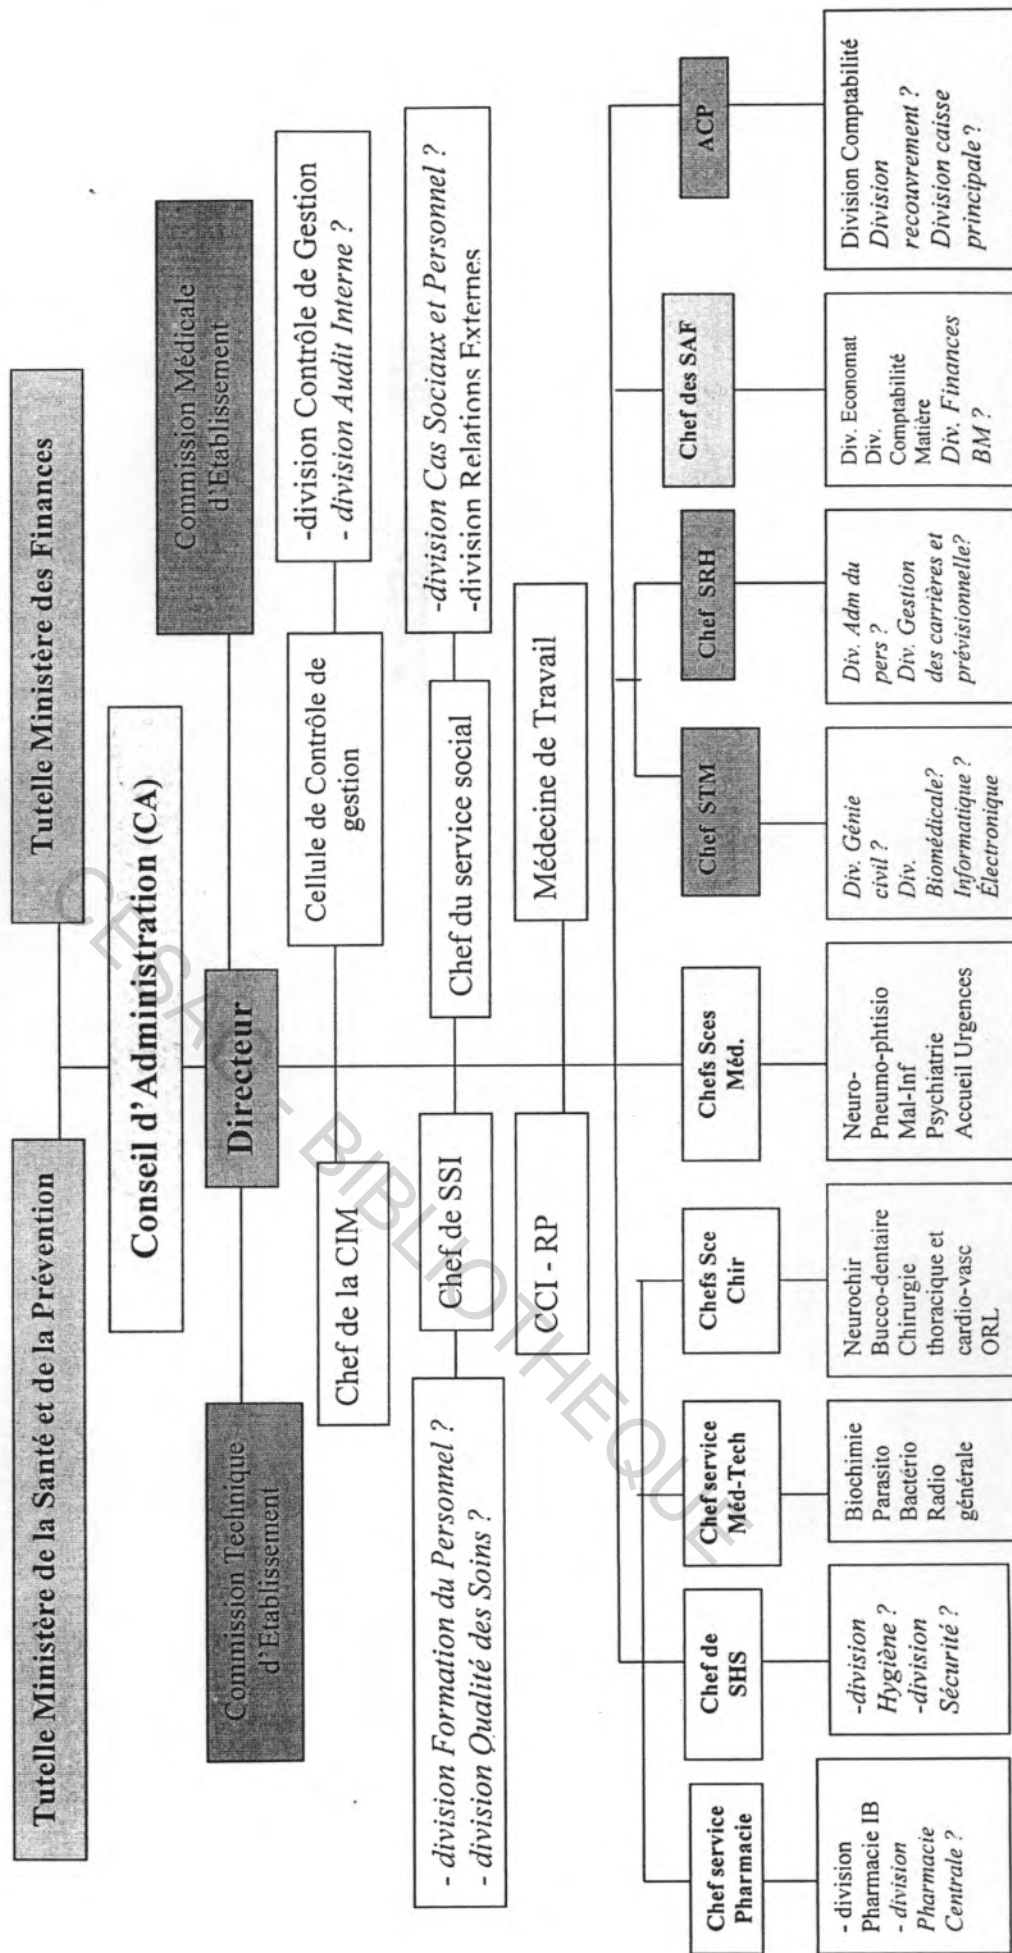 Tutelle Ministère de la Santé et de la Prévention
Tutelle Ministère des Finances
Conseil d'Administration (CA)
Commission Technique
d'Etablissement
Directeur
Commission Médicale
d'Etablissement
Chef de la CIM
Cellule de Contrôle de
gestion
-division Contrôle de Gestion
- division Audit Interne ?
- division Formation du Personnel ?
- division Qualité des Soins ?
Chef de SSI
Chef du service social
-division Cas Sociaux et Personnel ?
-division Relations Externes
CCI - RP
Médecine de Travail
Chef service
Pharmacie
Chef de
SHS
Chef service
Méd-Tech
Chefs Sce
Chir
Chefs Sces
Méd.
Chef STM
Chef SRH
Chef des SAF
ACP
- division
Pharmacie IB
- division
Pharmacie
Centrale ?
-division
Hygiène ?
-division
Sécurité ?
Biochimie
Parasito
Bactério
Radio
générale
Neurochir
Bucco-dentaire
Chirurgie
thoracique et
cardio-vasc
ORL
Neuro-
Pneumo-phtisio
Mal-Inf
Psychiatrie
Accueil Urgences
Div. Génie
civil ?
Div.
Biomédicale?
Informatique ?
Électronique
Div. Adm du
pers ?
Div. Gestion
des carrières et
prévisionnelle?
Div. Economat
Div.
Comptabilité
Matière
Div. Finances
BM ?
Division Comptabilité
Division
recouvrement ?
Division caisse
principale ?
CESAG - BIBLIOTHEQUE